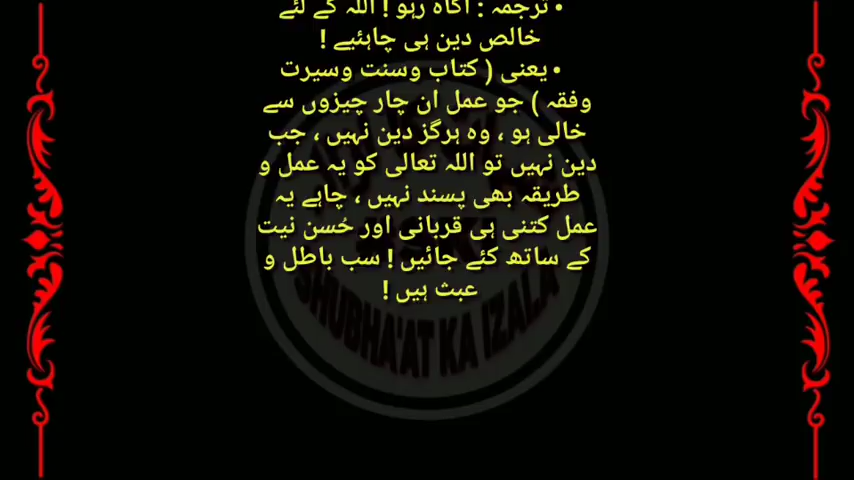 • ترجمہ : آگاہ رہو ! اللہ کے لئے
خالص دین ہی چاہئیے !
• یعنی ( کتاب وسنت وسیرت
وفقہ ) جو عمل ان چار چیزوں سے
خالی ہو ، وہ ہرگز دین نہیں ، جب
دین نہیں تو اللہ تعالی کو یہ عمل و
طریقہ بھی پسند نہیں ، چاہے یہ
عمل کتنی ہی قربانی اور حُسن نیت
کے ساتھ کئے جائیں ! سب باطل و
عبث ہیں !
SHUBHA'AT KA IZALA